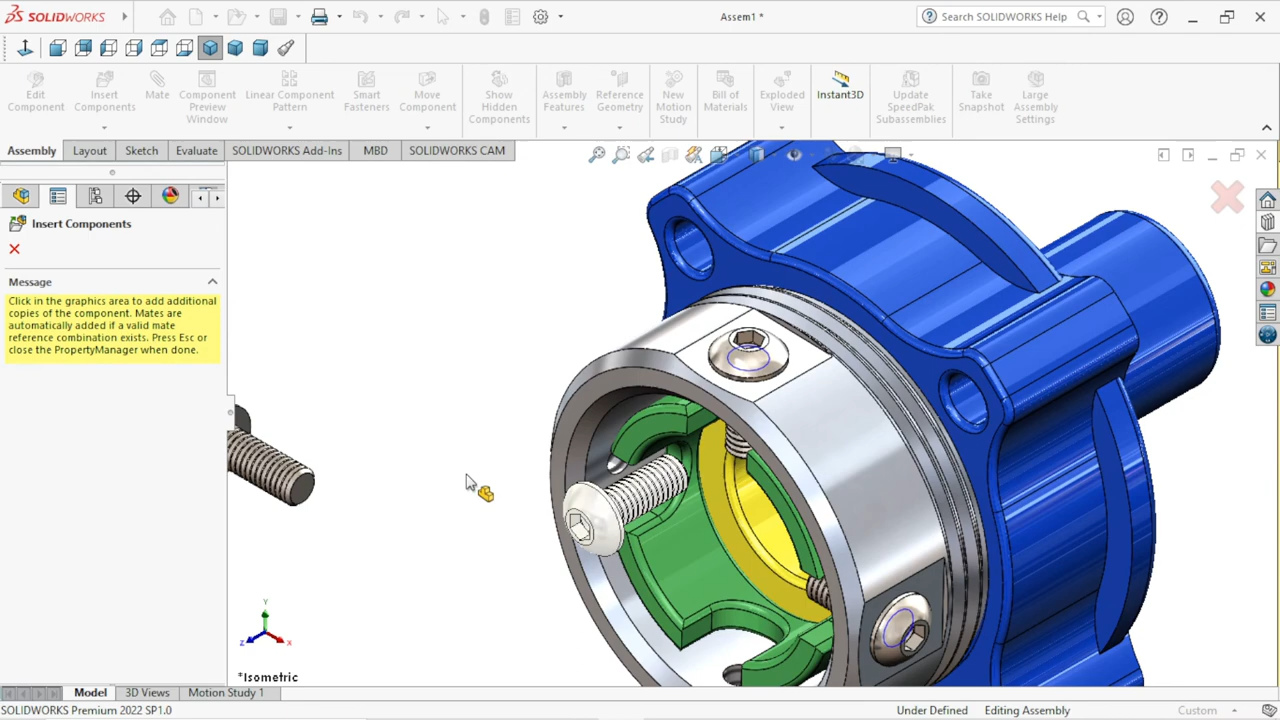 SOLIDWORKS
Assem1 *
Search SOLIDWORKS Help
Edit
Component
Insert
Components
Mate
Component
Preview
Window
Linear Component
Pattern
Smart
Fasteners
Move
Component
Show
Hidden
Components
Assembly
Features
Reference
Geometry
New
Motion
Study
Bill of
Materials
Exploded
View
Instant3D
Update
SpeedPak
Subassemblies
Take
Snapshot
Large
Assembly
Settings
Assembly
Layout
Sketch
Evaluate
SOLIDWORKS Add-Ins
MBD
SOLIDWORKS CAM
Insert Components
Message
Click in the graphics area to add additional
copies of the component. Mates are
automatically added if a valid mate
reference combination exists. Press Esc or
close the PropertyManager when done.
Y
Z
X
*Isometric
Model
3D Views
Motion Study 1
SOLIDWORKS Premium 2022 SP1.0
Under Defined
Editing Assembly
Custom